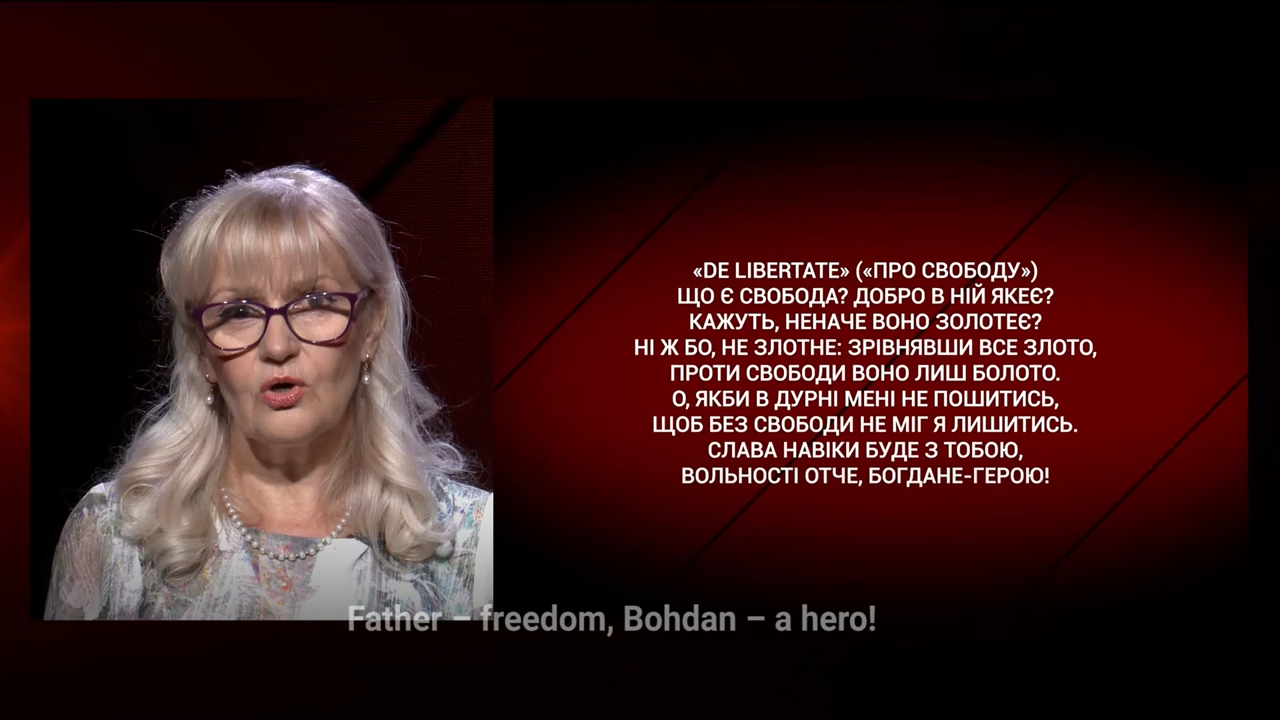 «DE LIBERTATE» («ПРО СВОБОДУ»)
ЩО Є СВОБОДА? ДОБРО В НІЙ ЯКЕЄ?
КАЖУТЬ, НЕНАЧЕ ВОНО ЗОЛОТЕЄ?
НІ Ж БО, НЕ ЗЛОТНЕ: ЗРІВНЯВШИ ВСЕ ЗЛОТО,
ПРОТИ СВОБОДИ ВОНО ЛИШ БОЛОТО.
О, ЯКБИ В ДУРНІ МЕНІ НЕ ПОШИТИСЬ,
ЩОБ БЕЗ СВОБОДИ НЕ МІГ Я ЛИШИТИСЬ.
СЛАВА НАВІКИ БУДЕ З ТОБОЮ,
ВОЛЬНОСТІ ОТЧЕ, БОГДАНЕ-ГЕРОЮ!
Father – freedom, Bohdan – a hero!